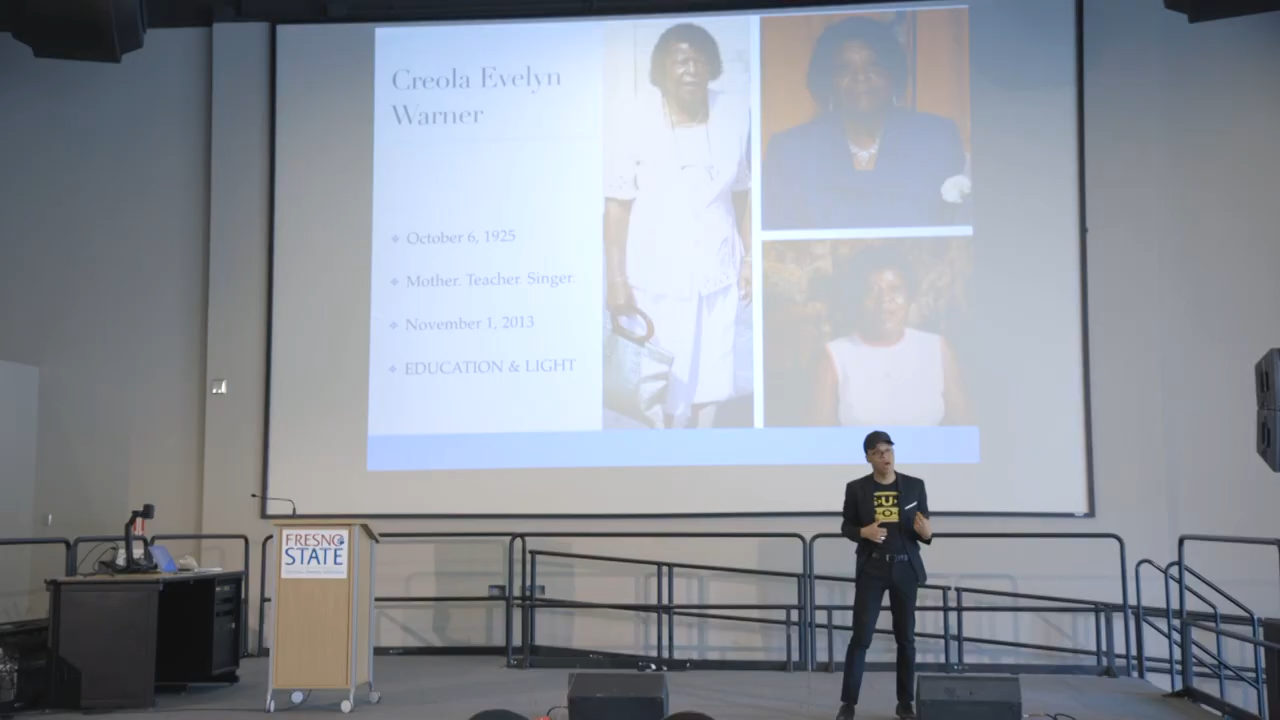 Creola Evelyn
Warner
October 6, 1925
Mother. Teacher. Singer.
November 1, 2013
EDUCATION & LIGHT
FRESNO
STATE